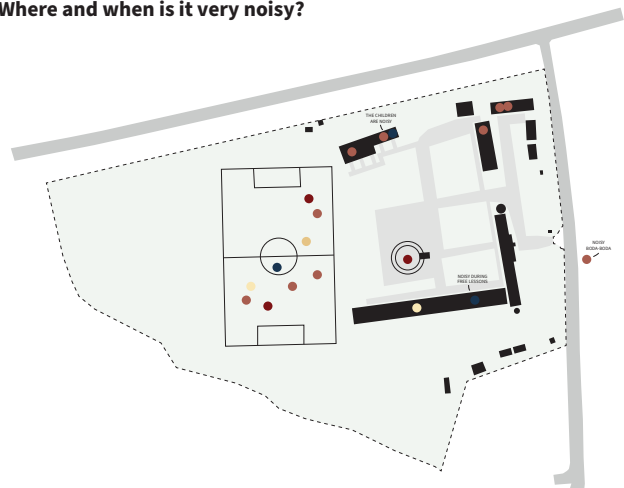 Where and when is it very noisy?
THE CHILDREN
ARE NOISY
NOISY
BODA-BODA
NOISY DURING
FREE LESSONS